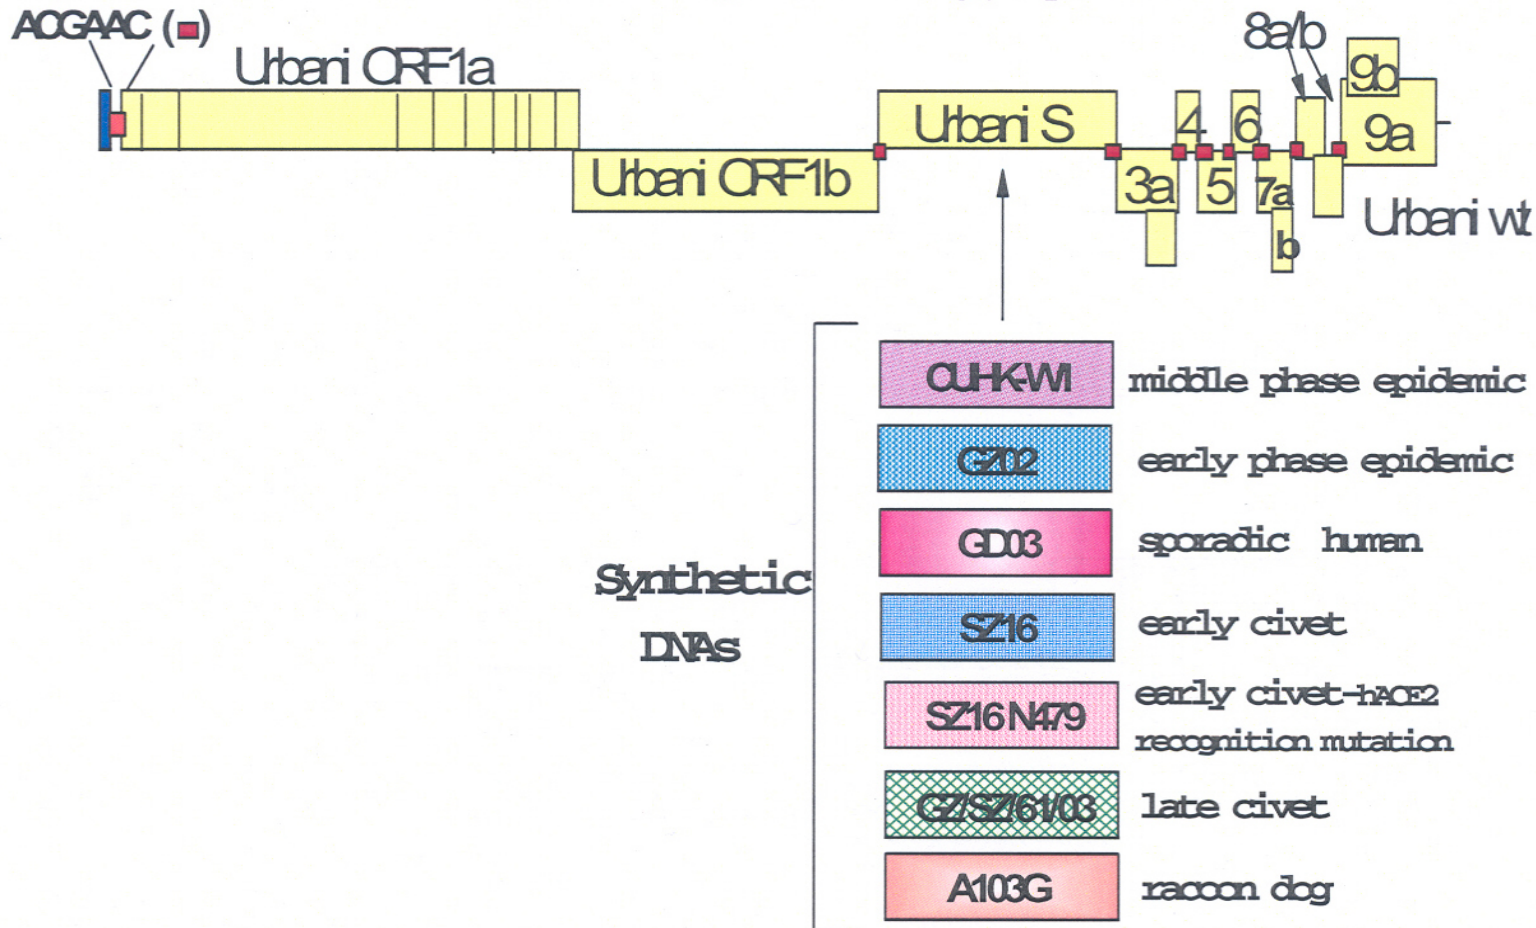 ACGAAC ( )
Urbani ORF1a
8a/b
9b
Urbani S
4
6
9a
Urbani ORF1b
3a
5
7a
b
Urbani wt
CUHK-W1 middle phase epidemic
GZ02 early phase epidemic
GD03 sporadic human
Synthetic
DNAs
SZ16 early civet
SZ16 N479 early civet-hACE2
recognition mutation
GZ/SZ/61/03 late civet
A103G racoon dog